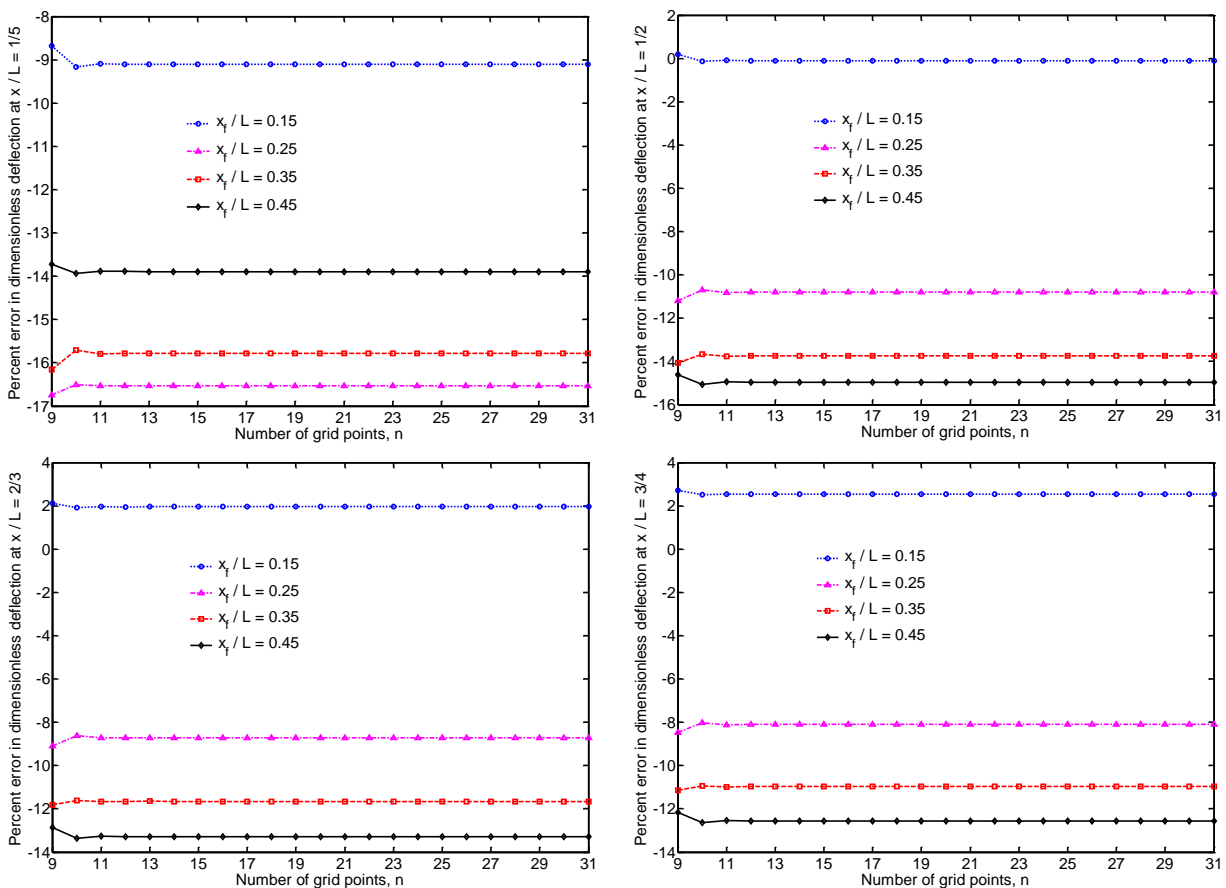 Percent error in dimensionless deflection at x / L = 1/5
-8
-9
-10
-11
-12
-13
-14
-15
-16
-17
x_f / L = 0.15
x_f / L = 0.25
x_f / L = 0.35
x_f / L = 0.45
9 11 13 15 17 19 21 23 25 27 29 31
Number of grid points, n
Percent error in dimensionless deflection at x / L = 1/2
2
0
-2
-4
-6
-8
-10
-12
-14
-16
x_f / L = 0.15
x_f / L = 0.25
x_f / L = 0.35
x_f / L = 0.45
9 11 13 15 17 19 21 23 25 27 29 31
Number of grid points, n
Percent error in dimensionless deflection at x / L = 2/3
4
2
0
-2
-4
-6
-8
-10
-12
-14
x_f / L = 0.15
x_f / L = 0.25
x_f / L = 0.35
x_f / L = 0.45
9 11 13 15 17 19 21 23 25 27 29 31
Number of grid points, n
Percent error in dimensionless deflection at x / L = 3/4
4
2
0
-2
-4
-6
-8
-10
-12
-14
x_f / L = 0.15
x_f / L = 0.25
x_f / L = 0.35
x_f / L = 0.45
9 11 13 15 17 19 21 23 25 27 29 31
Number of grid points, n